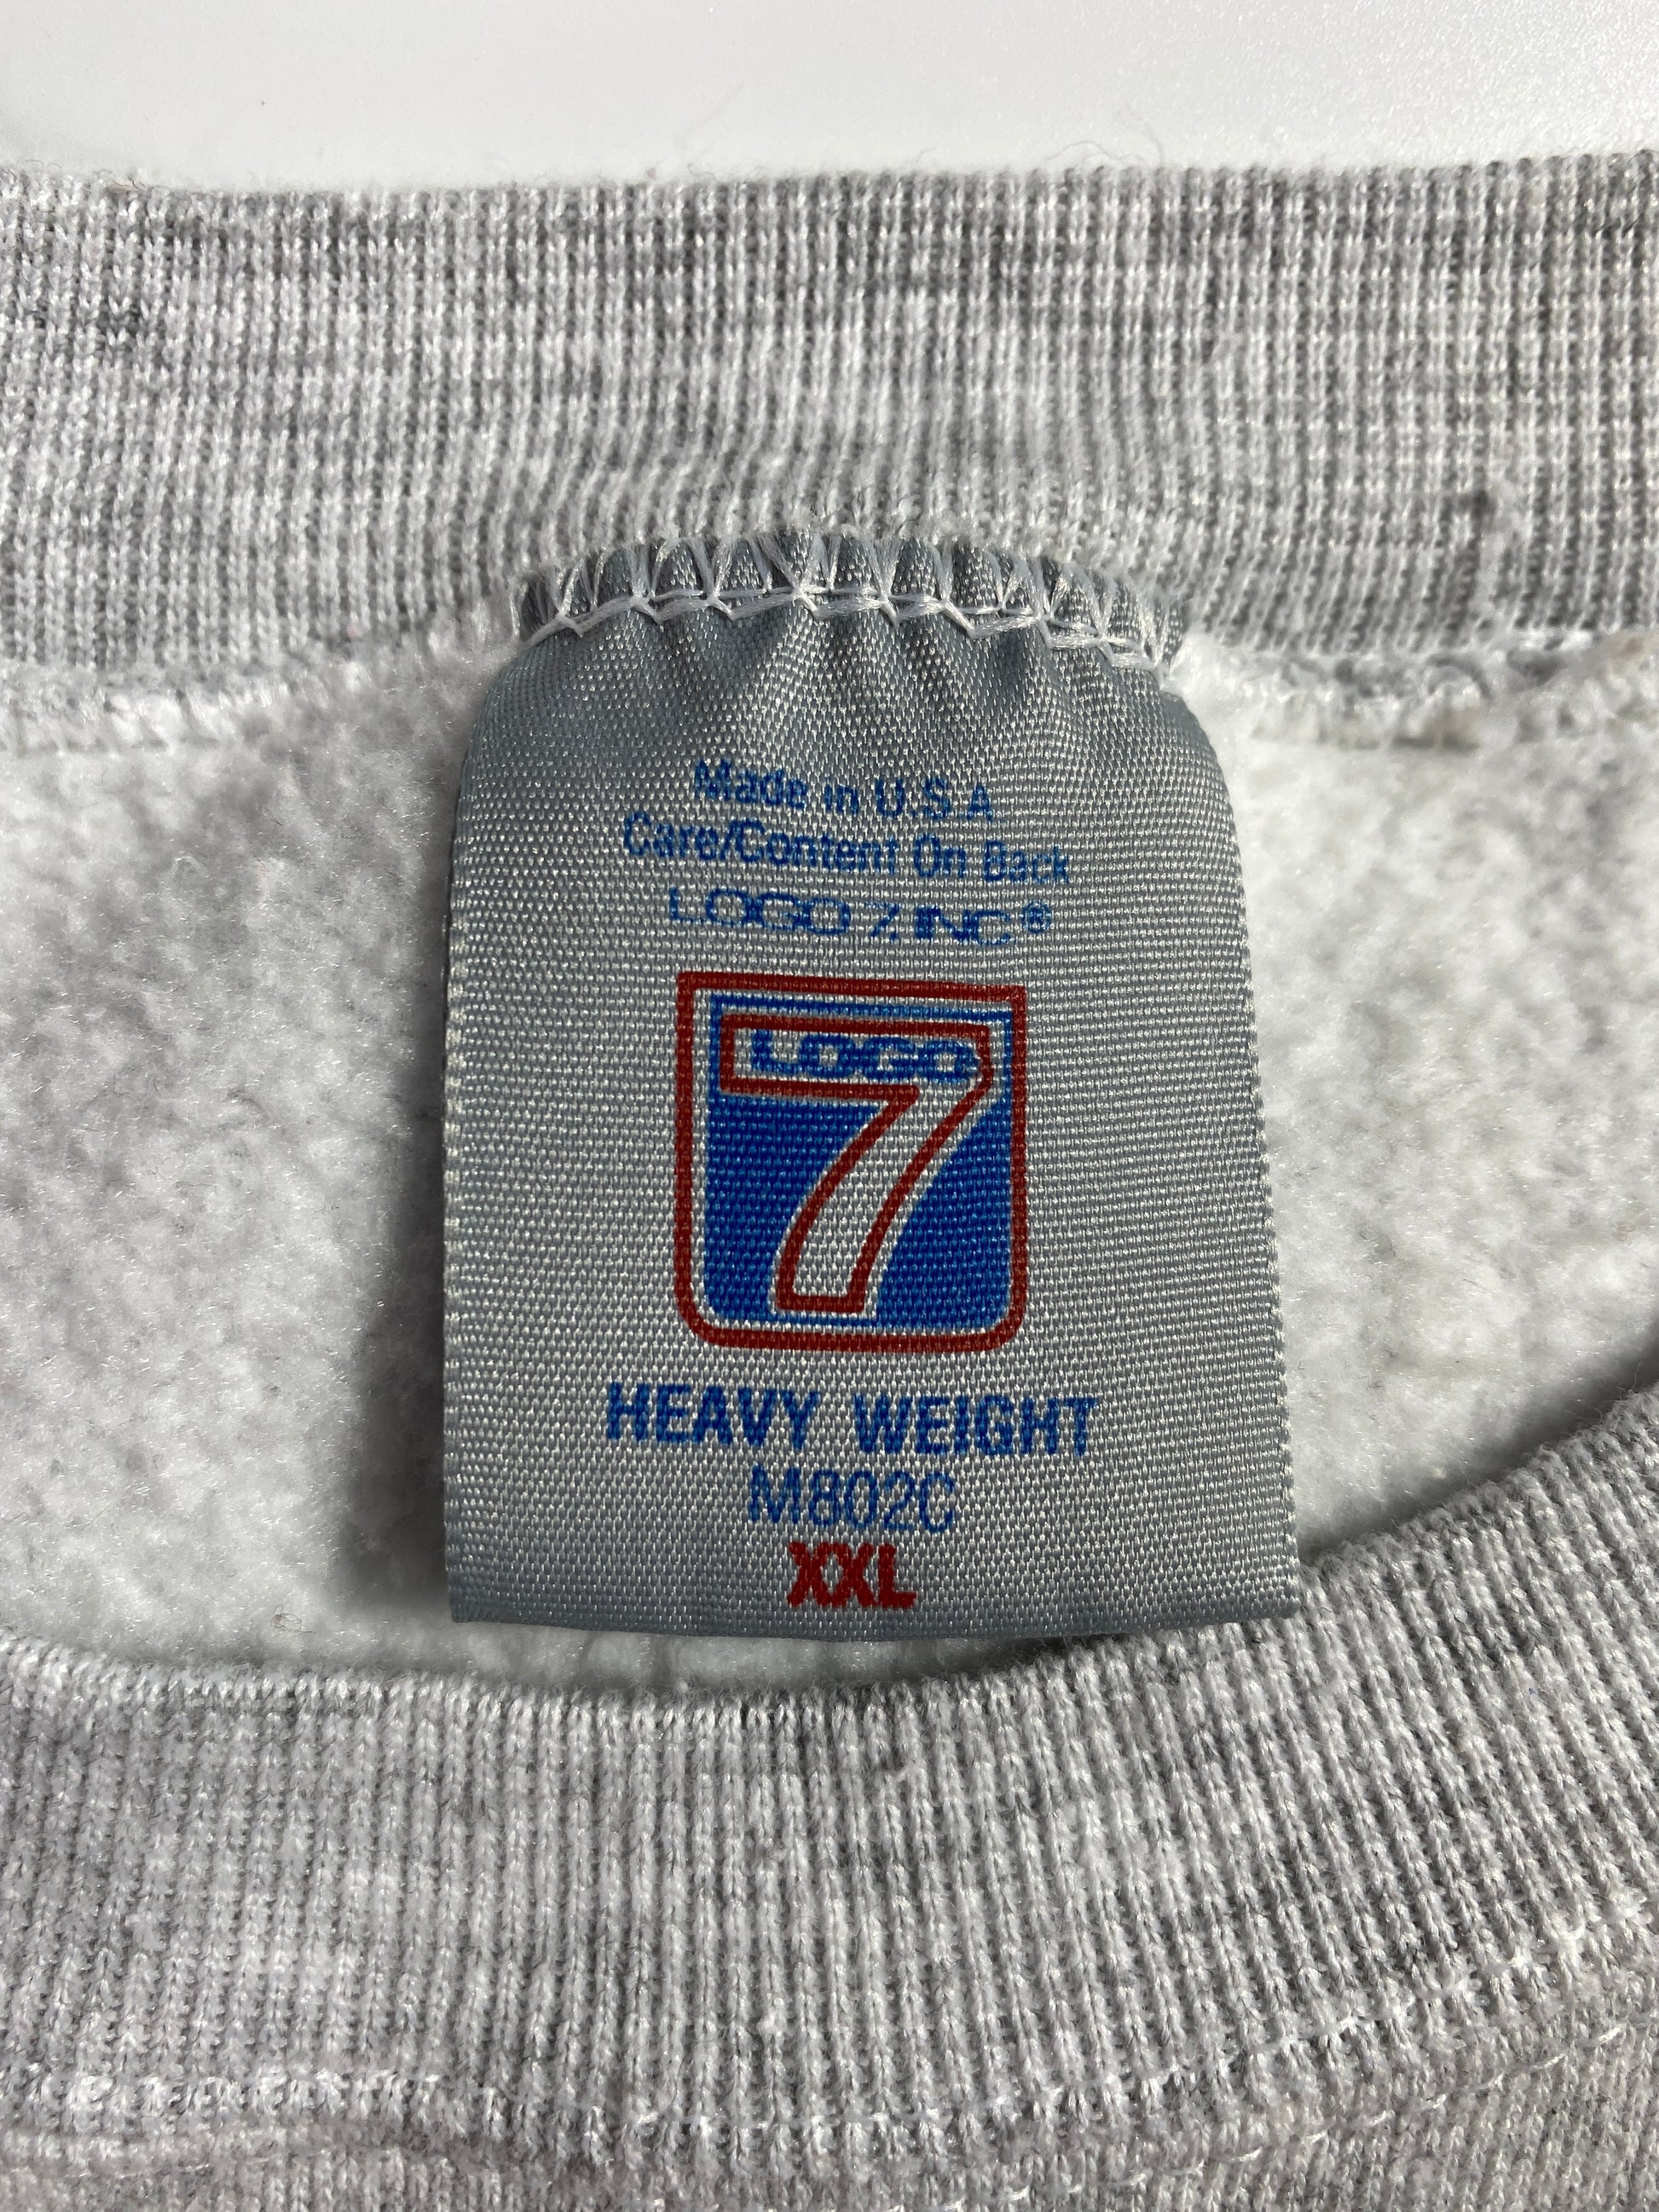 Made in U.S.A
Care/Content On Back
LOGO 7, INC®
LOGO
7
HEAVY WEIGHT
M802C
XXL